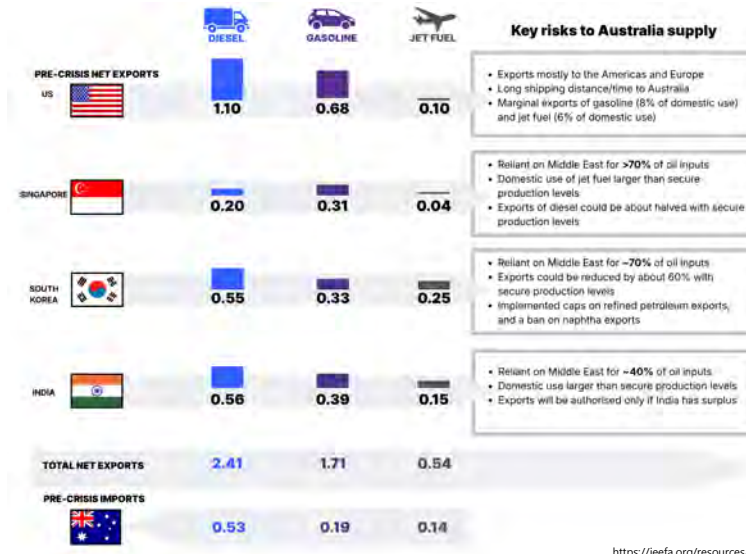 DIESEL GASOLINE JET FUEL
Key risks to Australia supply
PRE-CRISIS NET EXPORTS
US
1.10 0.68 0.10
• Exports mostly to the Americas and Europe
• Long shipping distance/time to Australia
• Marginal exports of gasoline (8% of domestic use)
and jet fuel (6% of domestic use)
SINGAPORE
0.20 0.31 0.04
• Reliant on Middle East for >70% of oil inputs
• Domestic use of jet fuel larger than secure
production levels
• Exports of diesel could be about halved with secure
production levels
SOUTH
KOREA
0.55 0.33 0.25
• Reliant on Middle East for ~70% of oil inputs
• Exports could be reduced by about 60% with
secure production levels
• Implemented caps on refined petroleum exports,
and a ban on naphtha exports
INDIA
0.56 0.39 0.15
• Reliant on Middle East for ~40% of oil inputs
• Domestic use larger than secure production levels
• Exports will be authorised only if India has surplus
TOTAL NET EXPORTS 2.41 1.71 0.54
PRE-CRISIS IMPORTS
0.53 0.19 0.14
https://ieefa.org/resources